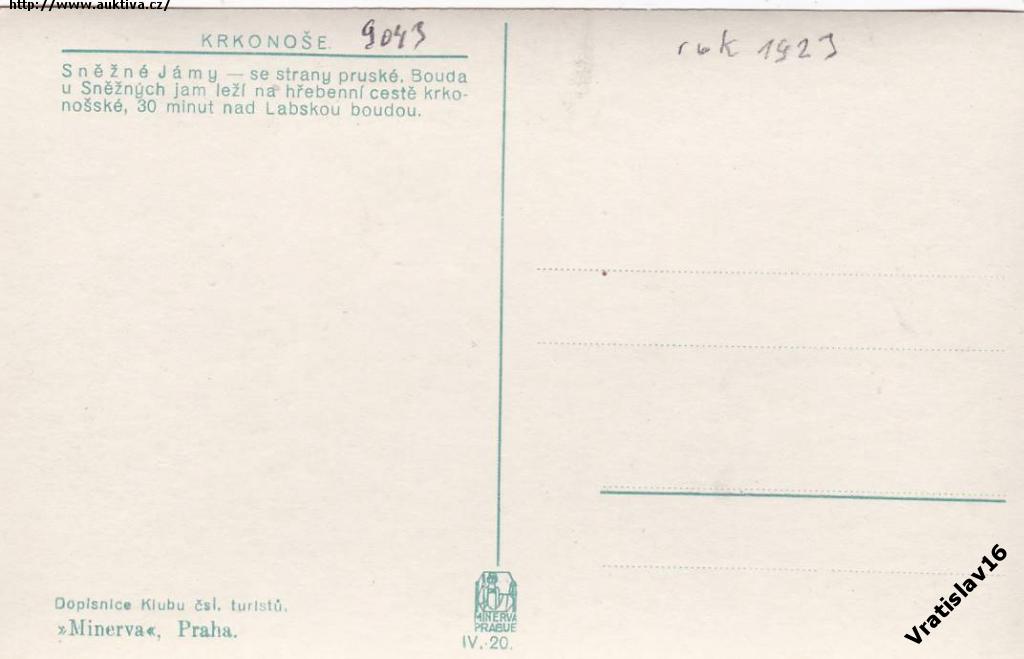 http://www.auktiva.cz/
KRKONOŠE. 9043
Sněžné Jámy — se strany pruské. Bouda
u Sněžných jam leží na hřebenní cestě krko-
nošské, 30 minut nad Labskou boudou.
rok 1923
Dopisnice Klubu čsl. turistů.
»Minerva«, Praha.
MINERVA
PRAGUE
IV.-20.
Vratislav16